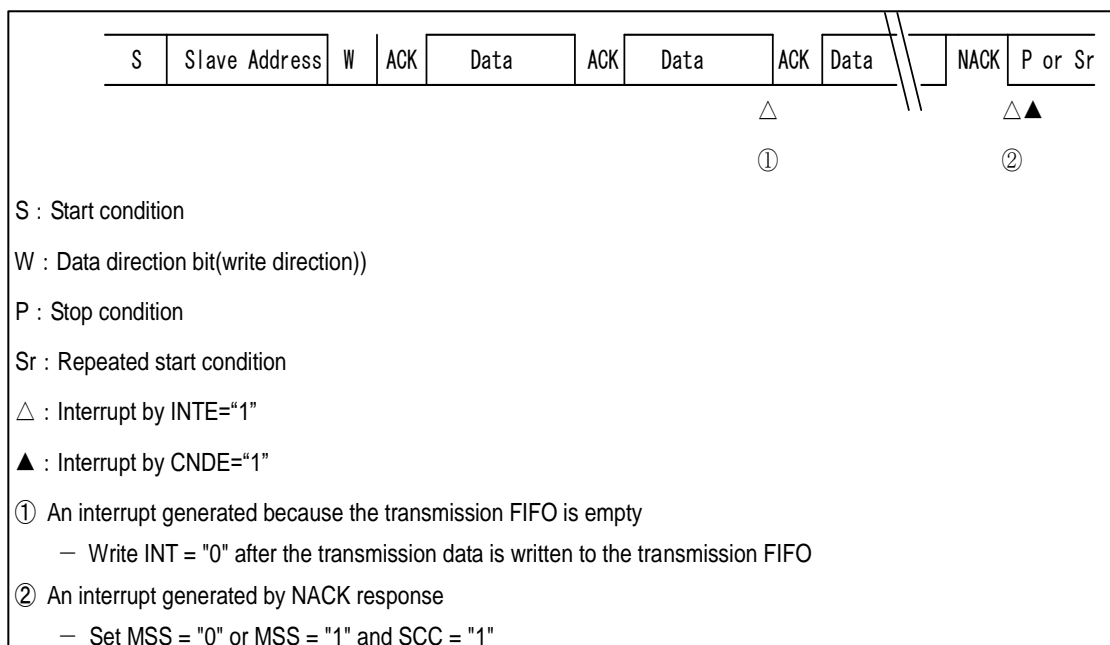 S Slave Address W ACK Data ACK Data ACK Data NACK P or Sr
△ △▲
① ②
S : Start condition
W : Data direction bit(write direction))
P : Stop condition
Sr : Repeated start condition
△ : Interrupt by INTE=“1”
▲ : Interrupt by CNDE=“1”
① An interrupt generated because the transmission FIFO is empty
− Write INT = "0" after the transmission data is written to the transmission FIFO
② An interrupt generated by NACK response
− Set MSS = "0" or MSS = "1" and SCC = "1"